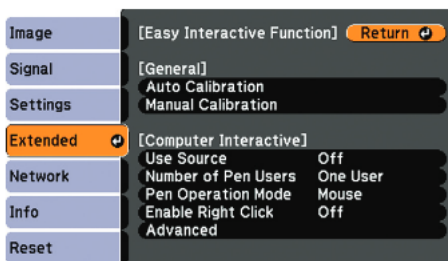 Image
Signal
Settings
Extended
Network
Info
Reset
[Easy Interactive Function] Return
[General]
Auto Calibration
Manual Calibration
[Computer Interactive]
Use Source Off
Number of Pen Users One User
Pen Operation Mode Mouse
Enable Right Click Off
Advanced